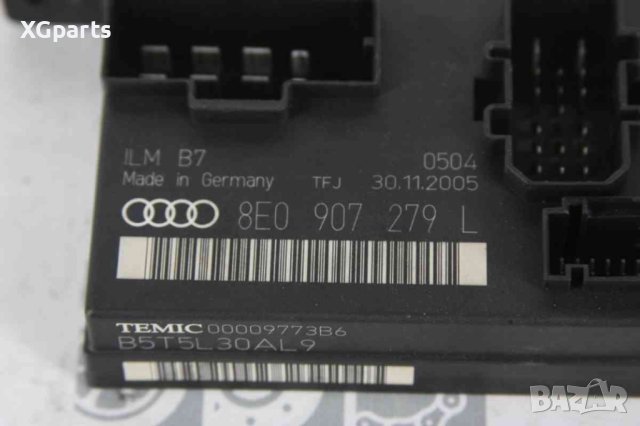 XGparts
ILM B7 0504
Made in Germany TFJ 30.11.2005
8E0 907 279 L
TEMIC 00009773B6
B5T5L30AL9
BAZAR